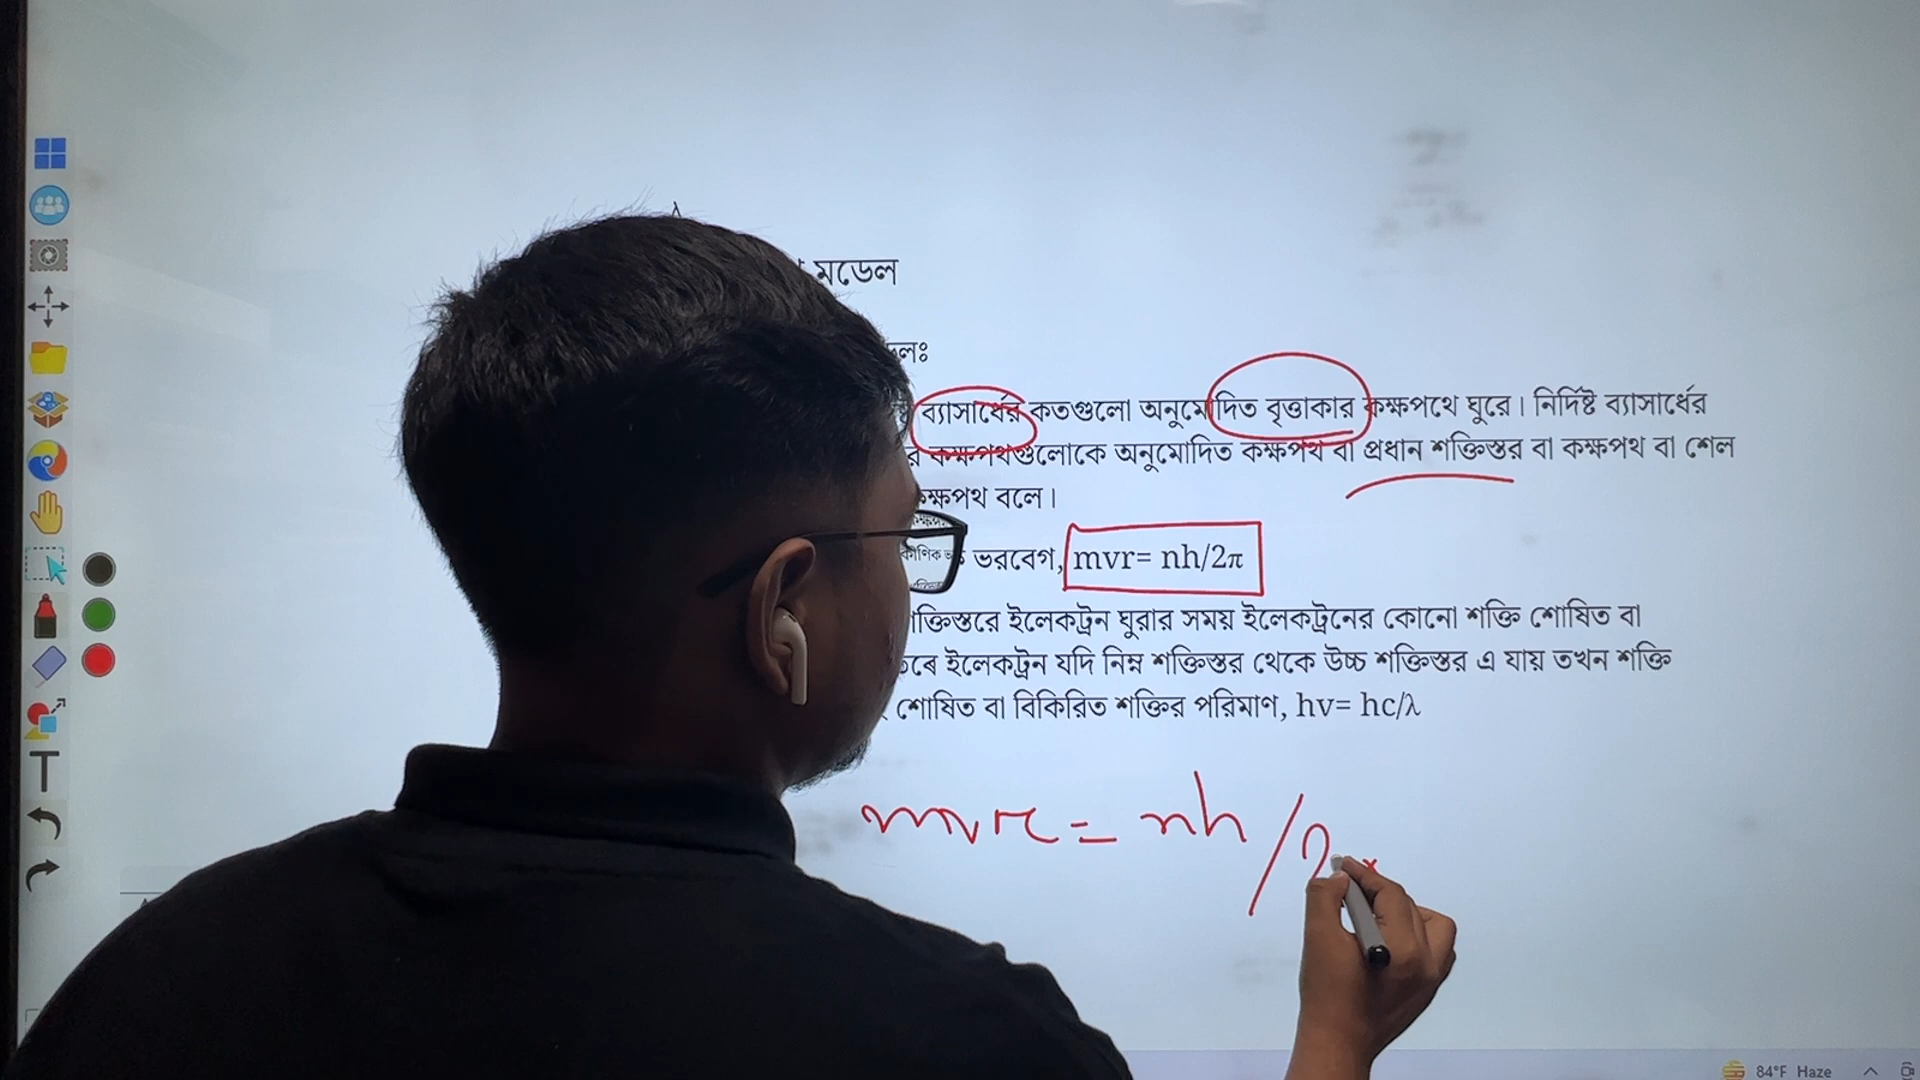 মডেল
ব্যাসার্ধের কতগুলো অনুমোদিত বৃত্তাকার কক্ষপথে ঘুরে। নির্দিষ্ট ব্যাসার্ধের
কক্ষপথগুলোকে অনুমোদিত কক্ষপথ বা প্রধান শক্তিস্তর বা কক্ষপথ বা শেল
কক্ষপথ বলে।
ভরবেগ, mvr= nh/2π
ইলেকট্রন ঘুরার সময় ইলেকট্রনের কোনো শক্তি শোষিত বা
ইলেকট্রন যদি নিম্ন শক্তিস্তর থেকে উচ্চ শক্তিস্তর এ যায় তখন শক্তি
শোষিত বা বিকিরিত শক্তির পরিমাণ, hv= hc/λ
mvr = nh/2
84°F Haze